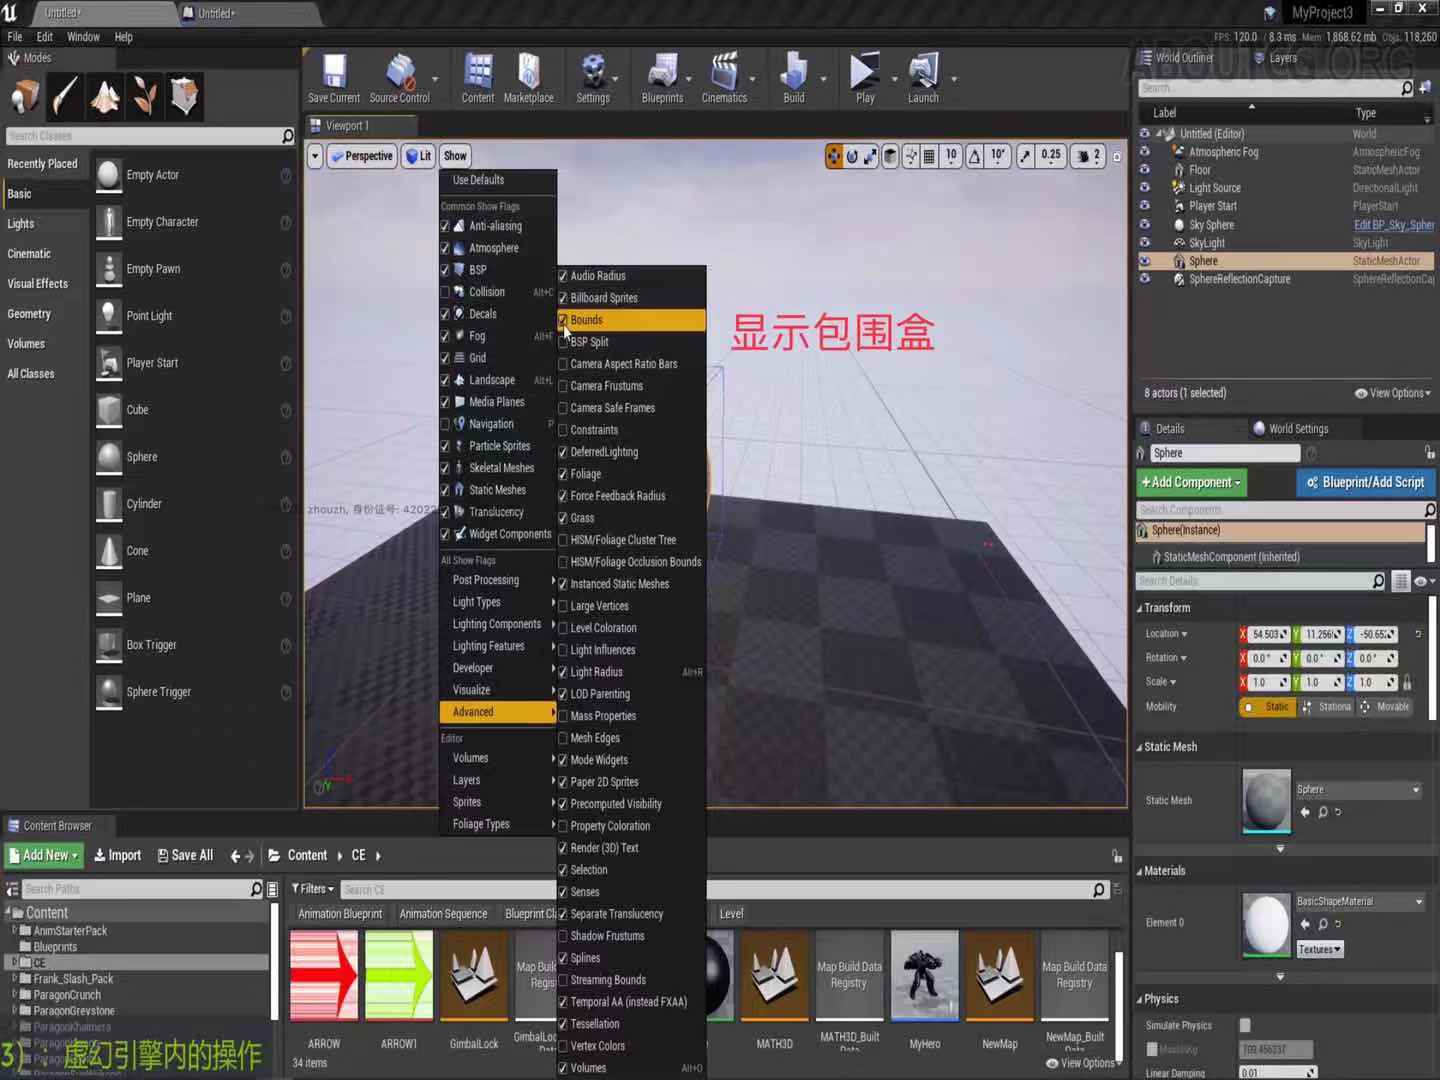 Untitled*
Untitled*
MyProject3
File Edit Window Help
FPS: 120.0 / 8.3 ms Mem: 1,868.62 mb Objs: 118,260
ABOUTCG.ORG
Modes
Search Classes
Recently Placed
Basic
Lights
Cinematic
Visual Effects
Geometry
Volumes
All Classes
Empty Actor
Empty Character
Empty Pawn
Point Light
Player Start
Cube
Sphere
Cylinder
Cone
Plane
Box Trigger
Sphere Trigger
Save Current
Source Control
Content
Marketplace
Settings
Blueprints
Cinematics
Build
Play
Launch
Viewport 1
Perspective Lit Show
10 10° 0.25 2
Use Defaults
Common Show Flags
Anti-aliasing
Atmosphere
BSP
Collision Alt+C
Decals
Fog Alt+F
Grid
Landscape Alt+L
Media Planes
Navigation P
Particle Sprites
Skeletal Meshes
Static Meshes
Translucency
Widget Components
All Show Flags
Post Processing
Light Types
Lighting Components
Lighting Features
Developer
Visualize
Advanced
Editor
Volumes
Layers
Sprites
Foliage Types
Audio Radius
Billboard Sprites
Bounds
BSP Split
Camera Aspect Ratio Bars
Camera Frustums
Camera Safe Frames
Constraints
DeferredLighting
Foliage
Force Feedback Radius
Grass
HISM/Foliage Cluster Tree
HISM/Foliage Occlusion Bounds
Instanced Static Meshes
Large Vertices
Level Coloration
Light Influences
Light Radius Alt+R
LOD Parenting
Mass Properties
Mesh Edges
Mode Widgets
Paper 2D Sprites
Precomputed Visibility
Property Coloration
Render (3D) Text
Selection
Senses
Separate Translucency
Shadow Frustums
Splines
Streaming Bounds
Temporal AA (instead FXAA)
Tessellation
Vertex Colors
Volumes Alt+O
显示包围盒
zhouzh, 身份证号: 42022
World Outliner Layers
Search...
Label Type
Untitled (Editor) World
Atmospheric Fog AtmosphericFog
Floor StaticMeshActor
Light Source DirectionalLight
Player Start PlayerStart
Sky Sphere Edit BP_Sky_Spher
SkyLight SkyLight
Sphere StaticMeshActor
SphereReflectionCapture SphereReflectionCap
8 actors (1 selected) View Options
Details World Settings
Sphere
+Add Component Blueprint/Add Script
Search Components
Sphere(Instance)
StaticMeshComponent (Inherited)
Search Details
Transform
Location X 54.503 Y 11.256 Z -50.652
Rotation X 0.0° Y 0.0° Z 0.0°
Scale X 1.0 Y 1.0 Z 1.0
Mobility Static Stationa Movable
Static Mesh
Static Mesh Sphere
Materials
Element 0 BasicShapeMaterial
Textures
Physics
Simulate Physics
MassInKg 709.456337
Linear Damping 0.01
Content Browser
Add New Import Save All Content CE
Search Paths
Filters Search CE
Content
AnimStarterPack
Blueprints
CE
Frank_Slash_Pack
ParagonCrunch
ParagonGreystone
ParagonKhaimera
Animation Blueprint Animation Sequence Blueprint Cla Level
ARROW
ARROW1
GimbalLock
Map Build
Registr
GimbalL
Data
MATH3D
Map Build Data
Registry
MATH3D_Built
Data
MyHero
NewMap
Map Build Data
Registry
NewMap_Built
Data
34 items View Options
3）：虚幻引擎内的操作